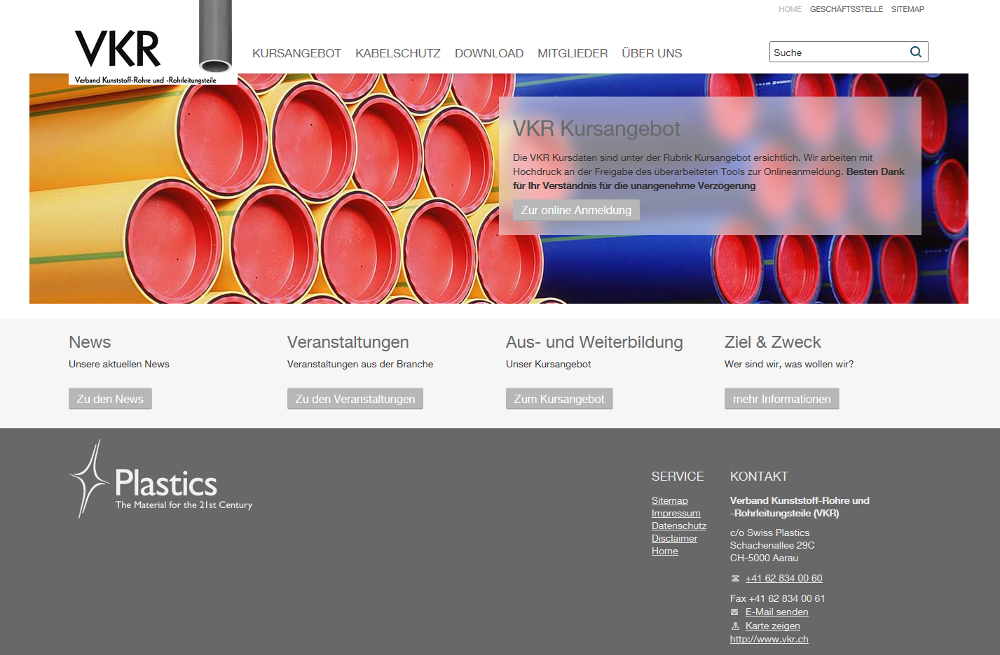 HOME GESCHÄFTSSTELLE SITEMAP
VKR
Verband Kunststoff-Rohre und -Rohrleitungsteile
KURSANGEBOT KABELSCHUTZ DOWNLOAD MITGLIEDER ÜBER UNS
Suche
VKR Kursangebot
Die VKR Kursdaten sind unter der Rubrik Kursangebot ersichtlich. Wir arbeiten mit
Hochdruck an der Freigabe des überarbeiteten Tools zur Onlineanmeldung. Besten Dank
für Ihr Verständnis für die unangenehme Verzögerung
Zur online Anmeldung
News
Unsere aktuellen News
Zu den News
Veranstaltungen
Veranstaltungen aus der Branche
Zu den Veranstaltungen
Aus- und Weiterbildung
Unser Kursangebot
Zum Kursangebot
Ziel & Zweck
Wer sind wir, was wollen wir?
mehr Informationen
Plastics
The Material for the 21st Century
SERVICE
Sitemap
Impressum
Datenschutz
Disclaimer
Home
KONTAKT
Verband Kunststoff-Rohre und
-Rohrleitungsteile (VKR)
c/o Swiss Plastics
Schachenallee 29C
CH-5000 Aarau
+41 62 834 00 60
Fax +41 62 834 00 61
E-Mail senden
Karte zeigen
http://www.vkr.ch